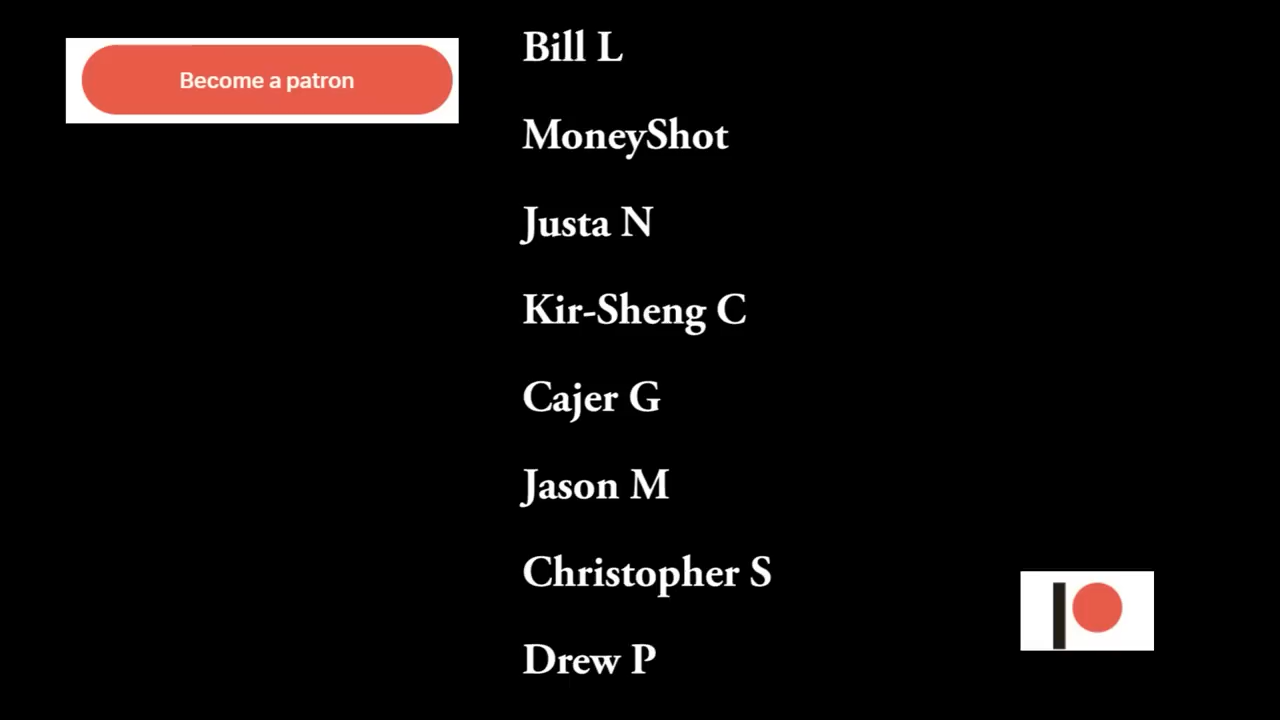 Become a patron
Bill L
MoneyShot
Justa N
Kir-Sheng C
Cajer G
Jason M
Christopher S
Drew P